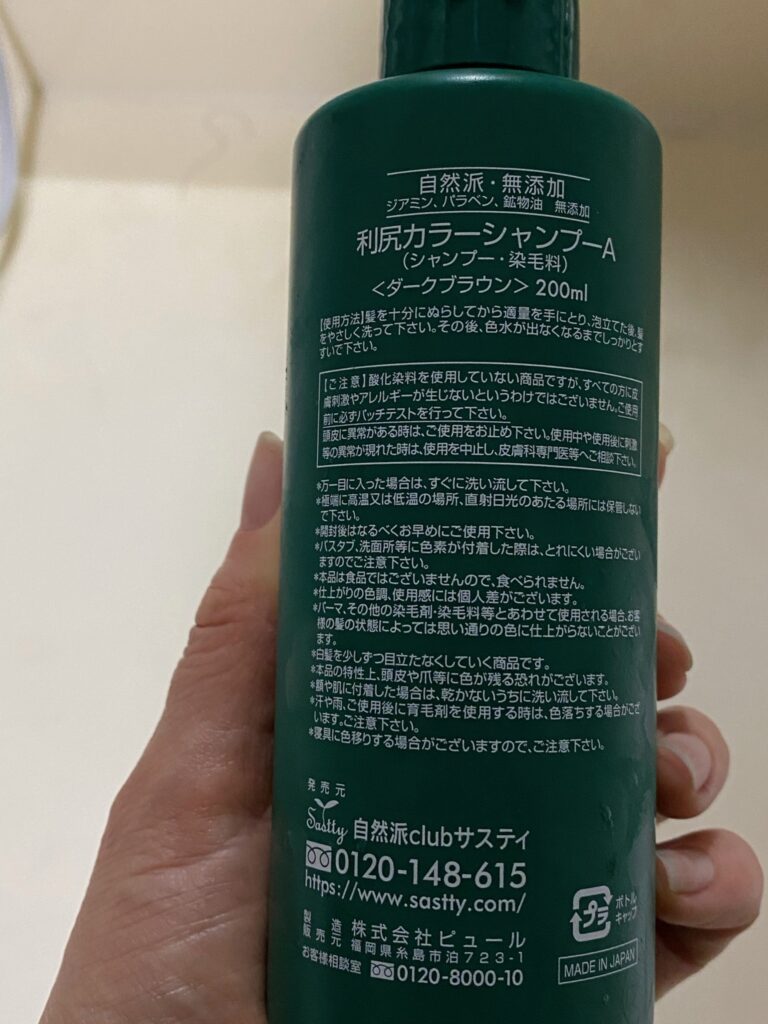 自然派・無添加
ジアミン、パラベン、鉱物油　無添加
利尻カラーシャンプーA
(シャンプー・染毛料)
<ダークブラウン> 200ml
【使用方法】髪を十分にぬらしてから適量を手にとり、泡立てた後、髪
をやさしく洗って下さい。その後、色水が出なくなるまでしっかりとす
すいで下さい。
【ご注意】酸化染料を使用していない商品ですが、すべての方に皮
膚刺激やアレルギーが生じないというわけではございません。ご使用
前に必ずパッチテストを行って下さい。
頭皮に異常がある時は、ご使用をお止め下さい。使用中や使用後に刺激
等の異常が現れた時は、使用を中止し、皮膚科専門医等へご相談下さい。
*万一目に入った場合は、すぐに洗い流して下さい。
*極端に高温又は低温の場所、直射日光のあたる場所には保管しない
で下さい。
*開封後はなるべくお早めにご使用下さい。
*バスタブ、洗面所等に色素が付着した際は、とれにくい場合がござい
ますのでご注意下さい。
*本品は食品ではございませんので、食べられません。
*仕上がりの色調、使用感には個人差がございます。
*パーマ、その他の染毛剤・染毛料等とあわせて使用される場合、お客
様の髪の状態によっては思い通りの色に仕上がらないことがござい
ます。
*白髪を少しずつ目立たなくしていく商品です。
*本品の特性上、頭皮や爪等に色が残る恐れがございます。
*額や肌に付着した場合は、乾かないうちに洗い流して下さい。
*汗や雨、ご使用後に育毛剤を使用する時は、色落ちする場合がござ
います。ご注意下さい。
*寝具に色移りする場合がございますので、ご注意下さい。
発売元
Sastty 自然派clubサスティ
0120-148-615
https://www.sastty.com/
製造販売元 株式会社ピュール
福岡県糸島市泊723-1
お客様相談室 0120-8000-10
プラ
ボトル
キャップ
MADE IN JAPAN